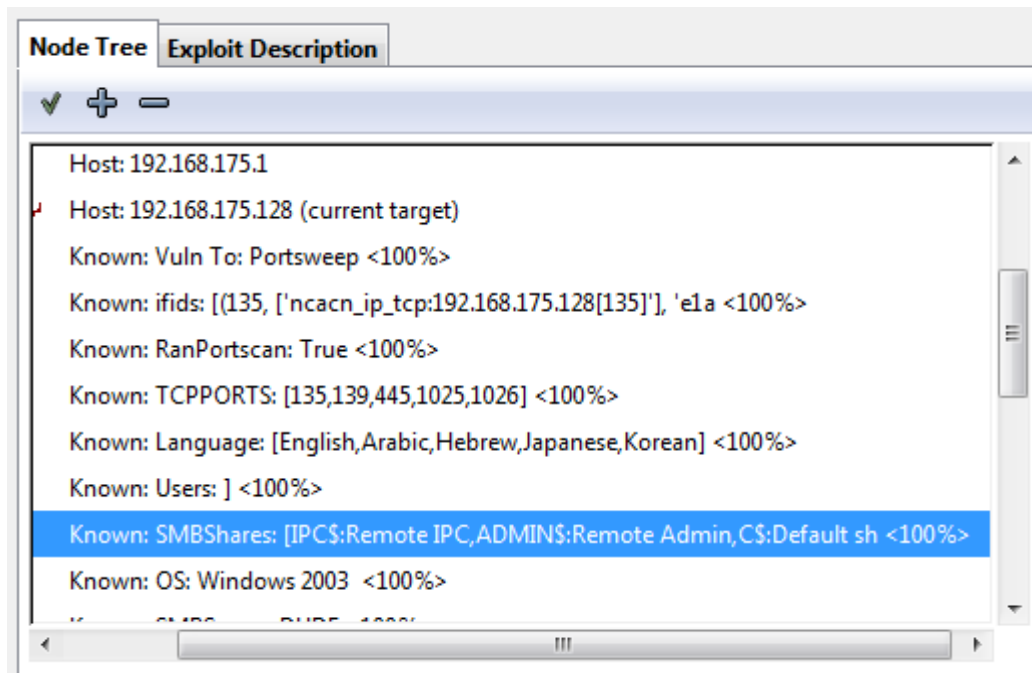 Node Tree Exploit Description
Host: 192.168.175.1
Host: 192.168.175.128 (current target)
Known: Vuln To: Portsweep <100%>
Known: ifids: [(135, ['ncacn_ip_tcp:192.168.175.128[135]'], 'e1a <100%>
Known: RanPortscan: True <100%>
Known: TCPPORTS: [135,139,445,1025,1026] <100%>
Known: Language: [English,Arabic,Hebrew,Japanese,Korean] <100%>
Known: Users: ] <100%>
Known: SMBShares: [IPC$:Remote IPC,ADMIN$:Remote Admin,C$:Default sh <100%>
Known: OS: Windows 2003 <100%>